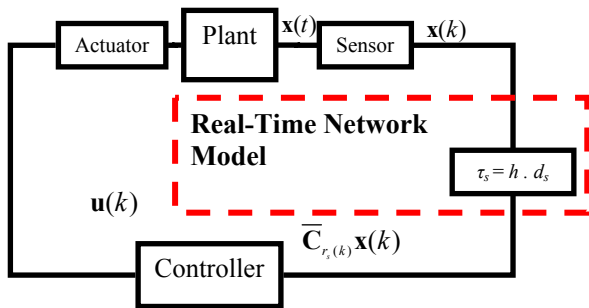 Actuator
Plant
x(t)
Sensor
x(k)
Real-Time Network
Model
τₛ = h . dₛ
u(k)
C̅_{rₛ(k)}x(k)
Controller